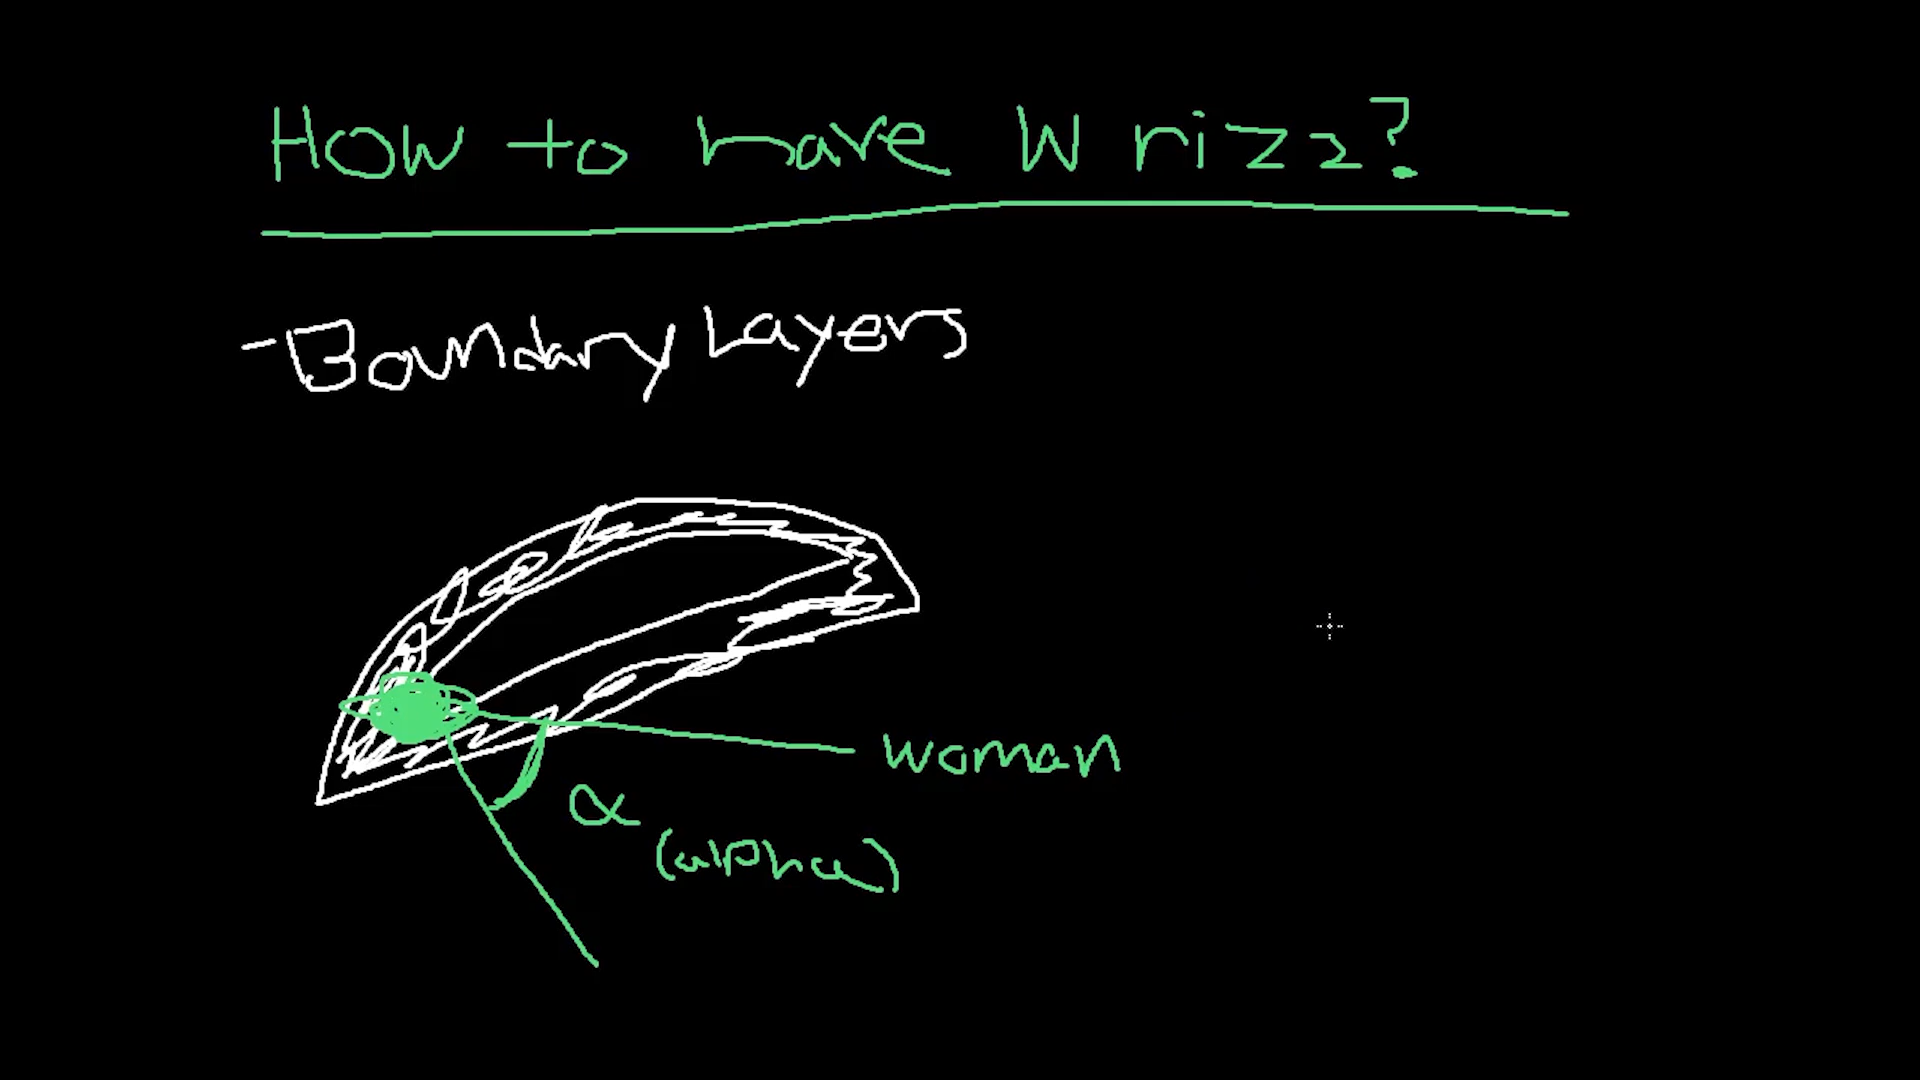 How to have W rizz?
- Boundary Layers
woman
α
(alpha)